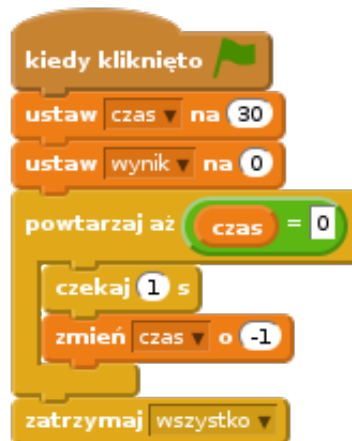 kiedy kliknięto
ustaw czas na 30
ustaw wynik na 0
powtarzaj aż czas = 0
czekaj 1 s
zmień czas o -1
zatrzymaj wszystko